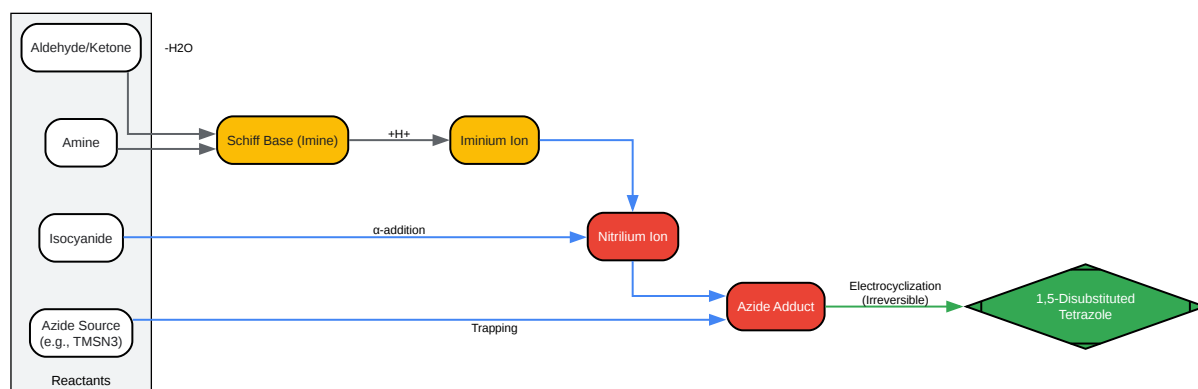 Aldehyde/Ketone
-H2O
Amine
Schiff Base (Imine)
+H+
Iminium Ion
Isocyanide
α-addition
Nitrilium Ion
Azide Source
(e.g., TMSN3)
Trapping
Azide Adduct
Electrocyclization
(Irreversible)
1,5-Disubstituted
Tetrazole
Reactants